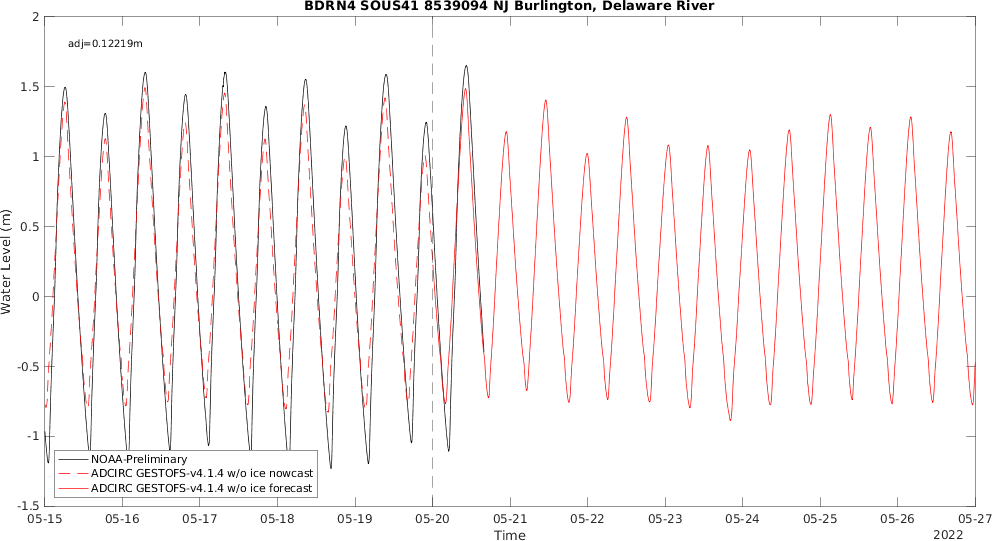 BDRN4 SOUS41 8539094 NJ Burlington, Delaware River
adj=0.12219m
2
1.5
1
0.5
0
-0.5
-1
-1.5
Water Level (m)
NOAA-Preliminary
ADCIRC GESTOFS-v4.1.4 w/o ice nowcast
ADCIRC GESTOFS-v4.1.4 w/o ice forecast
05-15 05-16 05-17 05-18 05-19 05-20 05-21 05-22 05-23 05-24 05-25 05-26 05-27
Time
2022